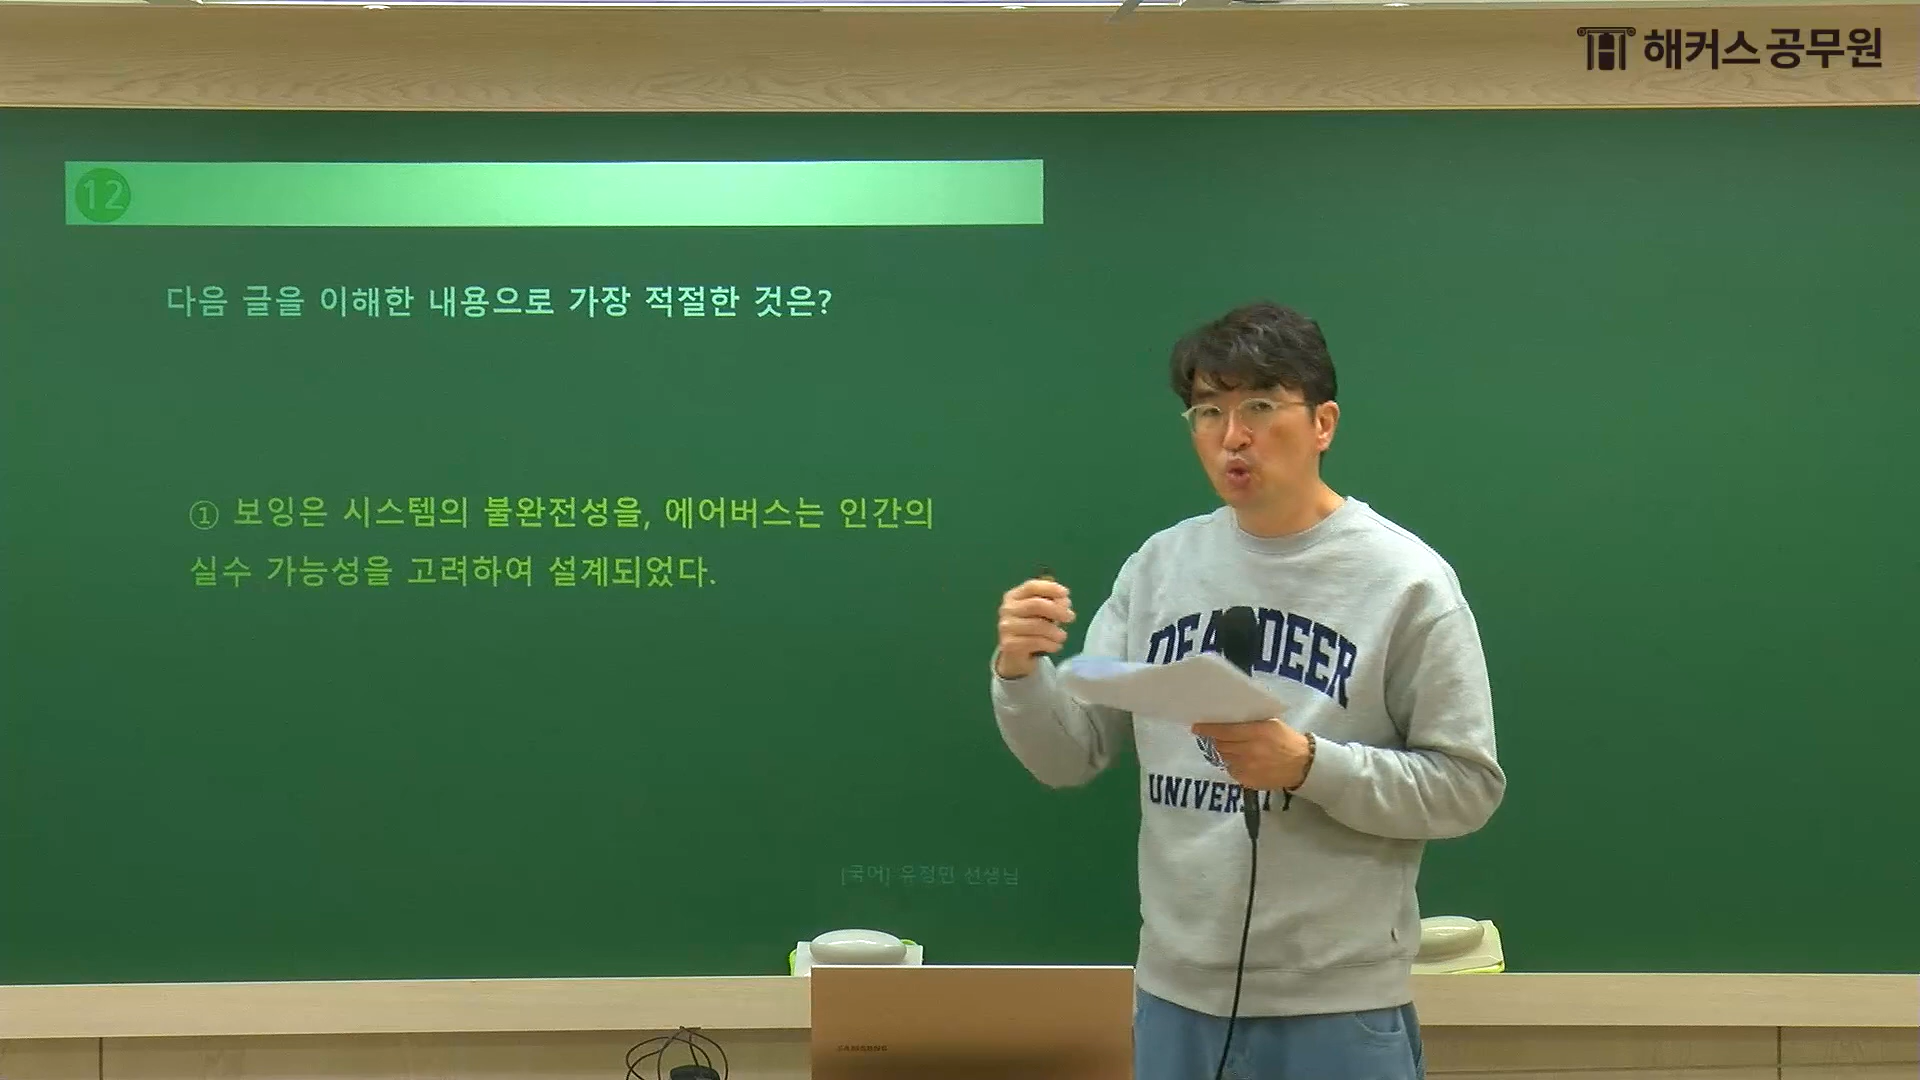 해커스공무원
12
다음 글을 이해한 내용으로 가장 적절한 것은?
① 보잉은 시스템의 불완전성을, 에어버스는 인간의
실수 가능성을 고려하여 설계되었다.
DEER
UNIVERSITY
[국어] 유정민 선생님
SAMSUNG